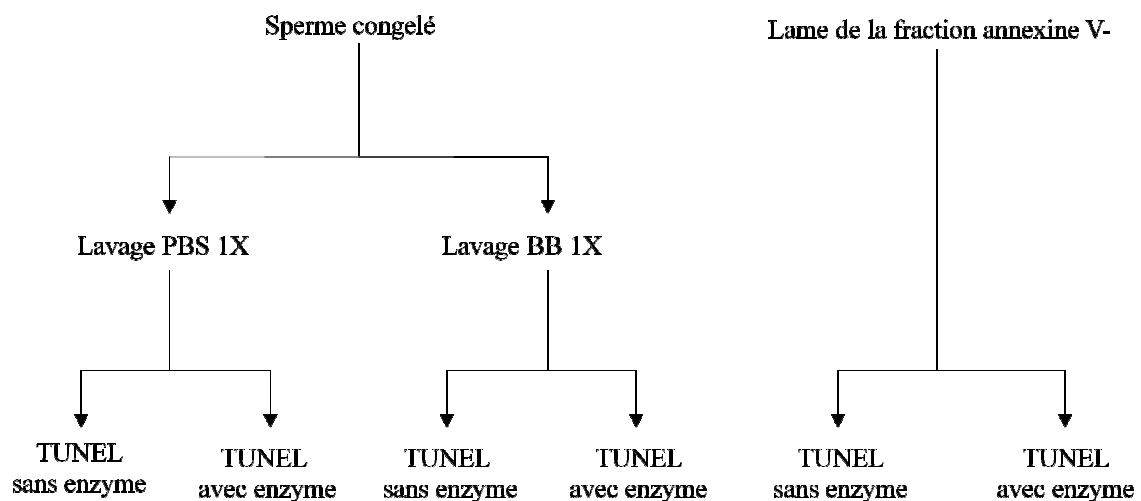 Sperme congelé
Lame de la fraction annexine V-
Lavage PBS 1X
Lavage BB 1X
TUNEL
sans enzyme
TUNEL
avec enzyme
TUNEL
sans enzyme
TUNEL
avec enzyme
TUNEL
sans enzyme
TUNEL
avec enzyme